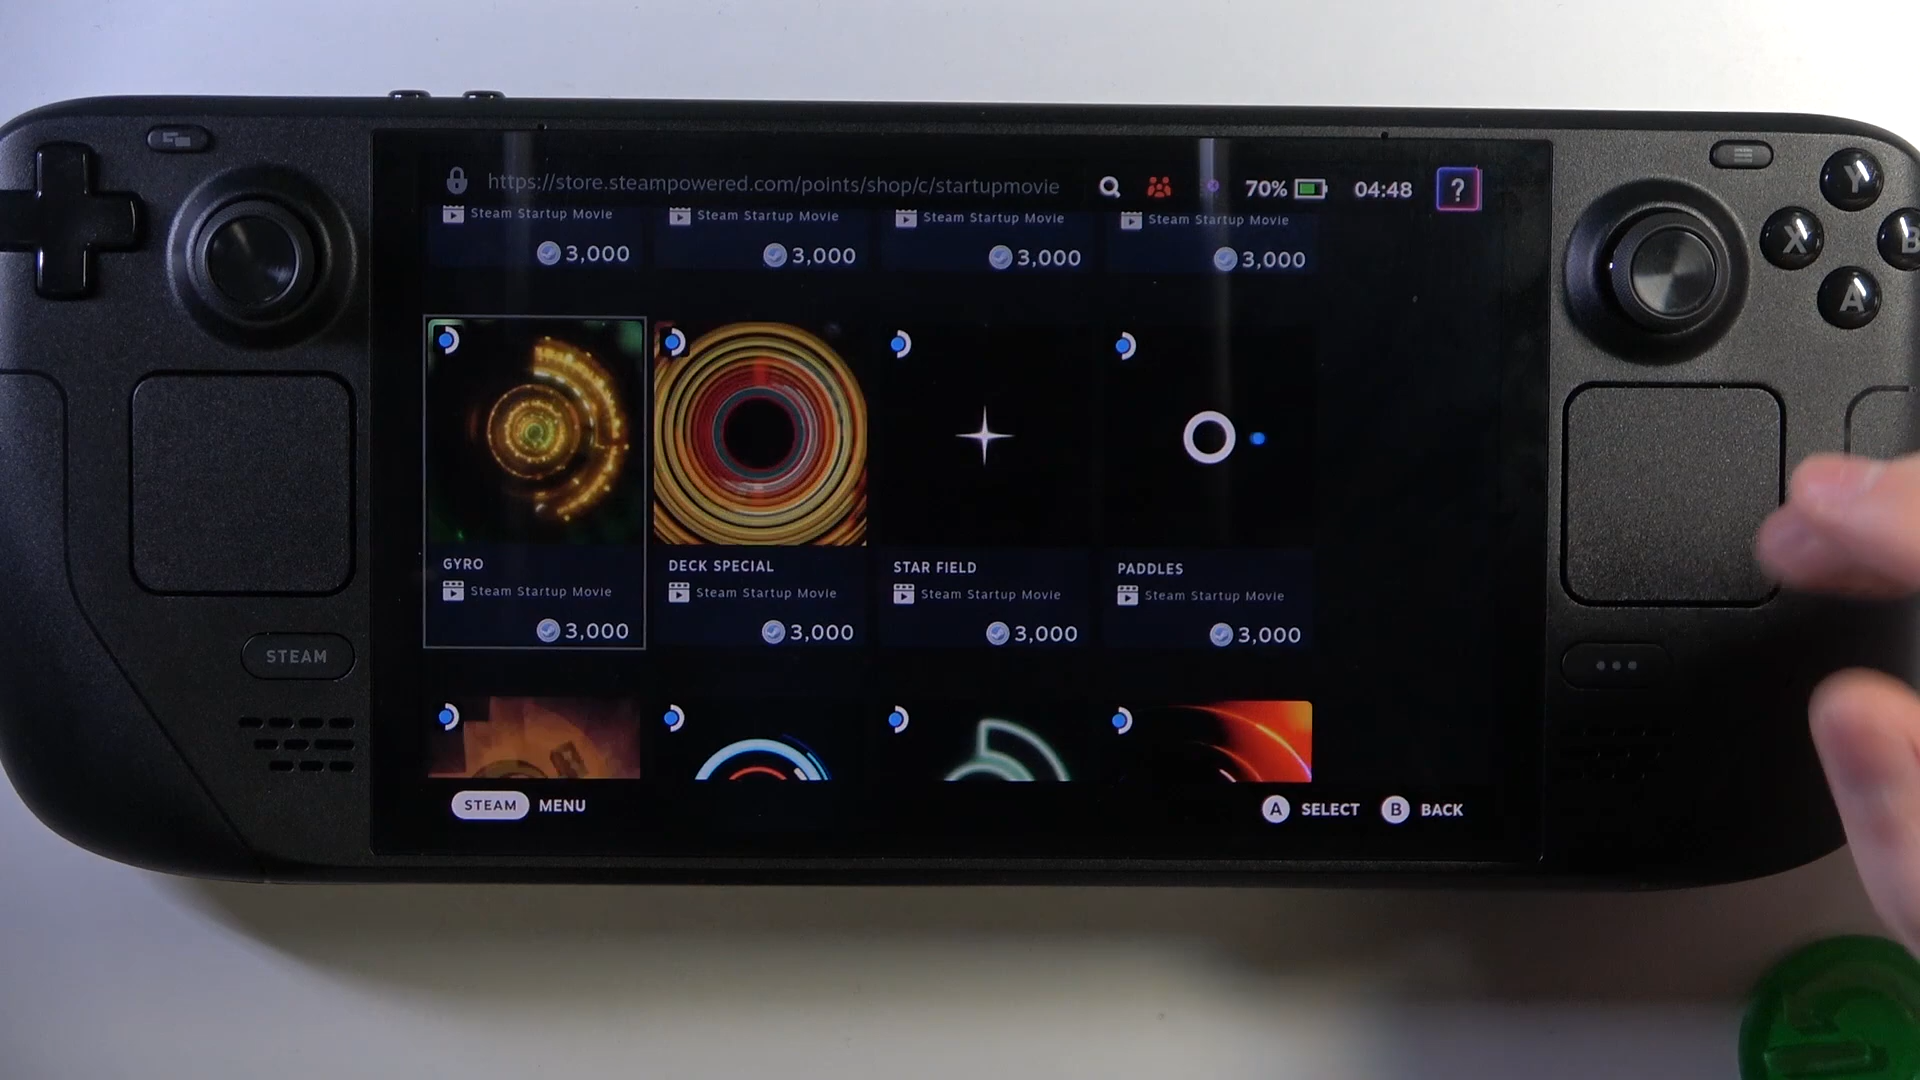 https://store.steampowered.com/points/shop/c/startupmovie
70%
04:48
?
Steam Startup Movie
Steam Startup Movie
Steam Startup Movie
Steam Startup Movie
3,000
3,000
3,000
3,000
GYRO
DECK SPECIAL
STAR FIELD
PADDLES
Steam Startup Movie
Steam Startup Movie
Steam Startup Movie
Steam Startup Movie
3,000
3,000
3,000
3,000
STEAM MENU
A SELECT
B BACK
STEAM
Y
X
B
A